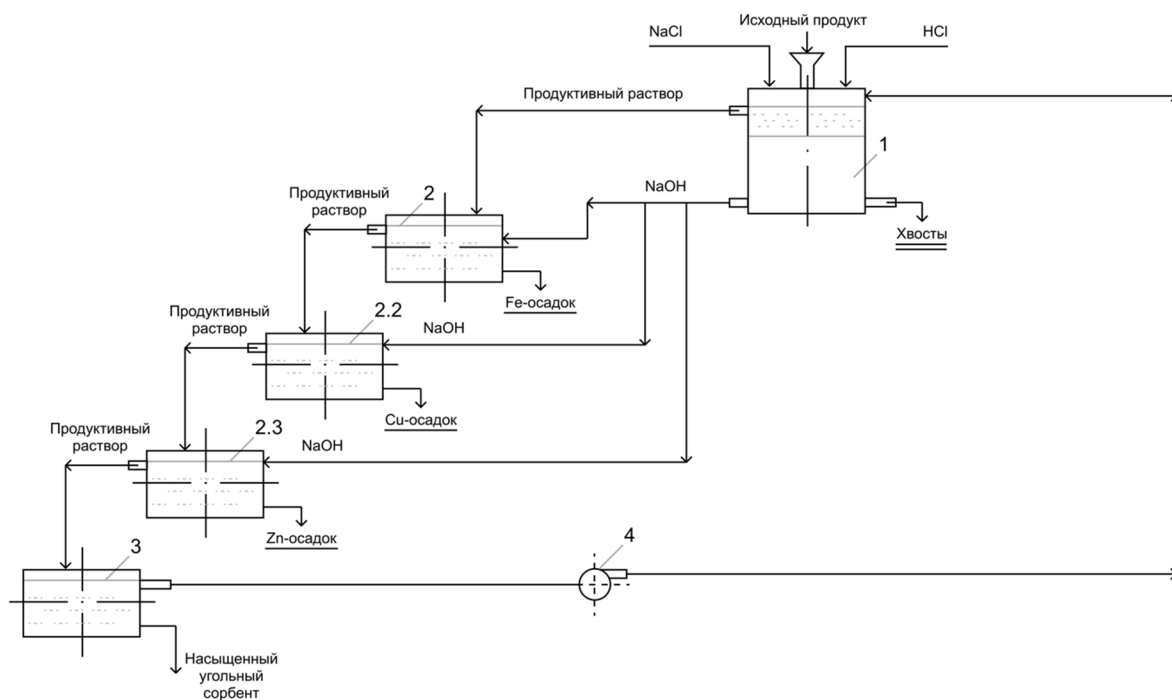 Исходный продукт
NaCl
HCl
Продуктивный раствор
1
NaOH
Хвосты
Продуктивный
раствор
2
Fe-осадок
Продуктивный
раствор
2.2
NaOH
Cu-осадок
Продуктивный
раствор
2.3
NaOH
Zn-осадок
3
4
Насыщенный
угольный
сорбент